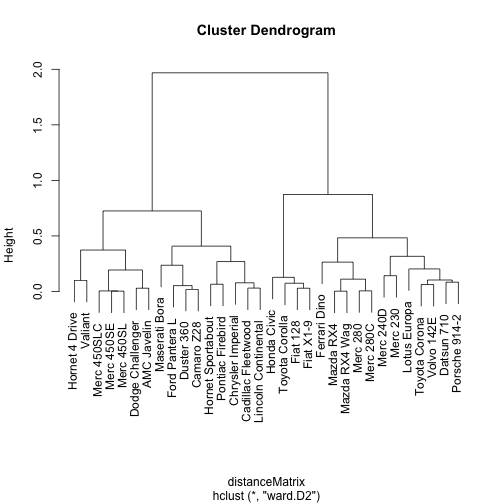 Cluster Dendrogram
Height
2.0
1.5
1.0
0.5
0.0
Hornet 4 Drive
Valiant
Merc 450SLC
Merc 450SE
Merc 450SL
Dodge Challenger
AMC Javelin
Maserati Bora
Ford Pantera L
Duster 360
Camaro Z28
Hornet Sportabout
Pontiac Firebird
Chrysler Imperial
Cadillac Fleetwood
Lincoln Continental
Honda Civic
Toyota Corolla
Fiat 128
Fiat X1-9
Ferrari Dino
Mazda RX4
Mazda RX4 Wag
Merc 280
Merc 280C
Merc 240D
Merc 230
Lotus Europa
Toyota Corona
Volvo 142E
Datsun 710
Porsche 914-2
distanceMatrix
hclust (*, "ward.D2")